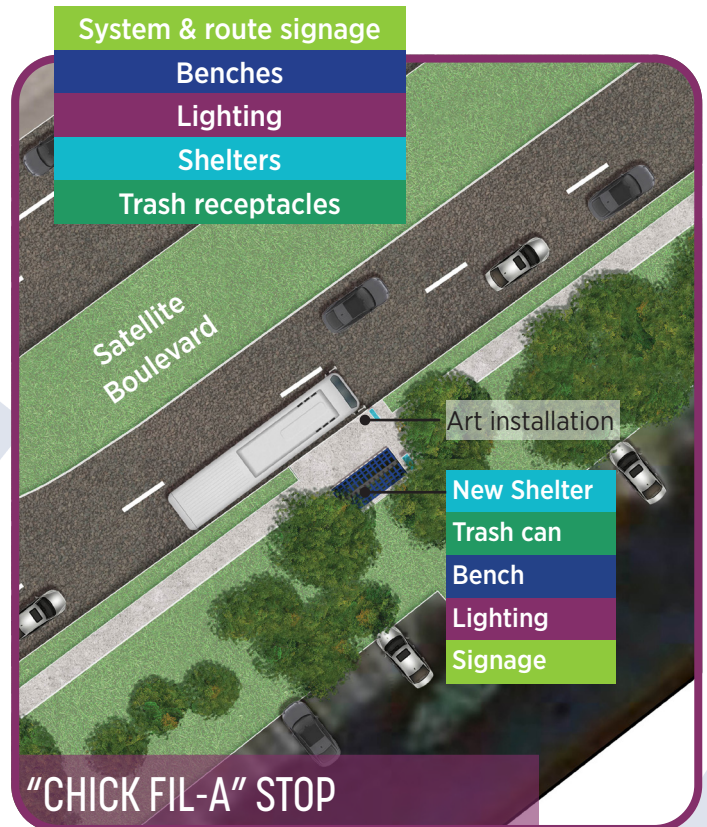 System & route signage
Benches
Lighting
Shelters
Trash receptacles
Satellite
Boulevard
Art installation
New Shelter
Trash can
Bench
Lighting
Signage
"CHICK FIL-A" STOP